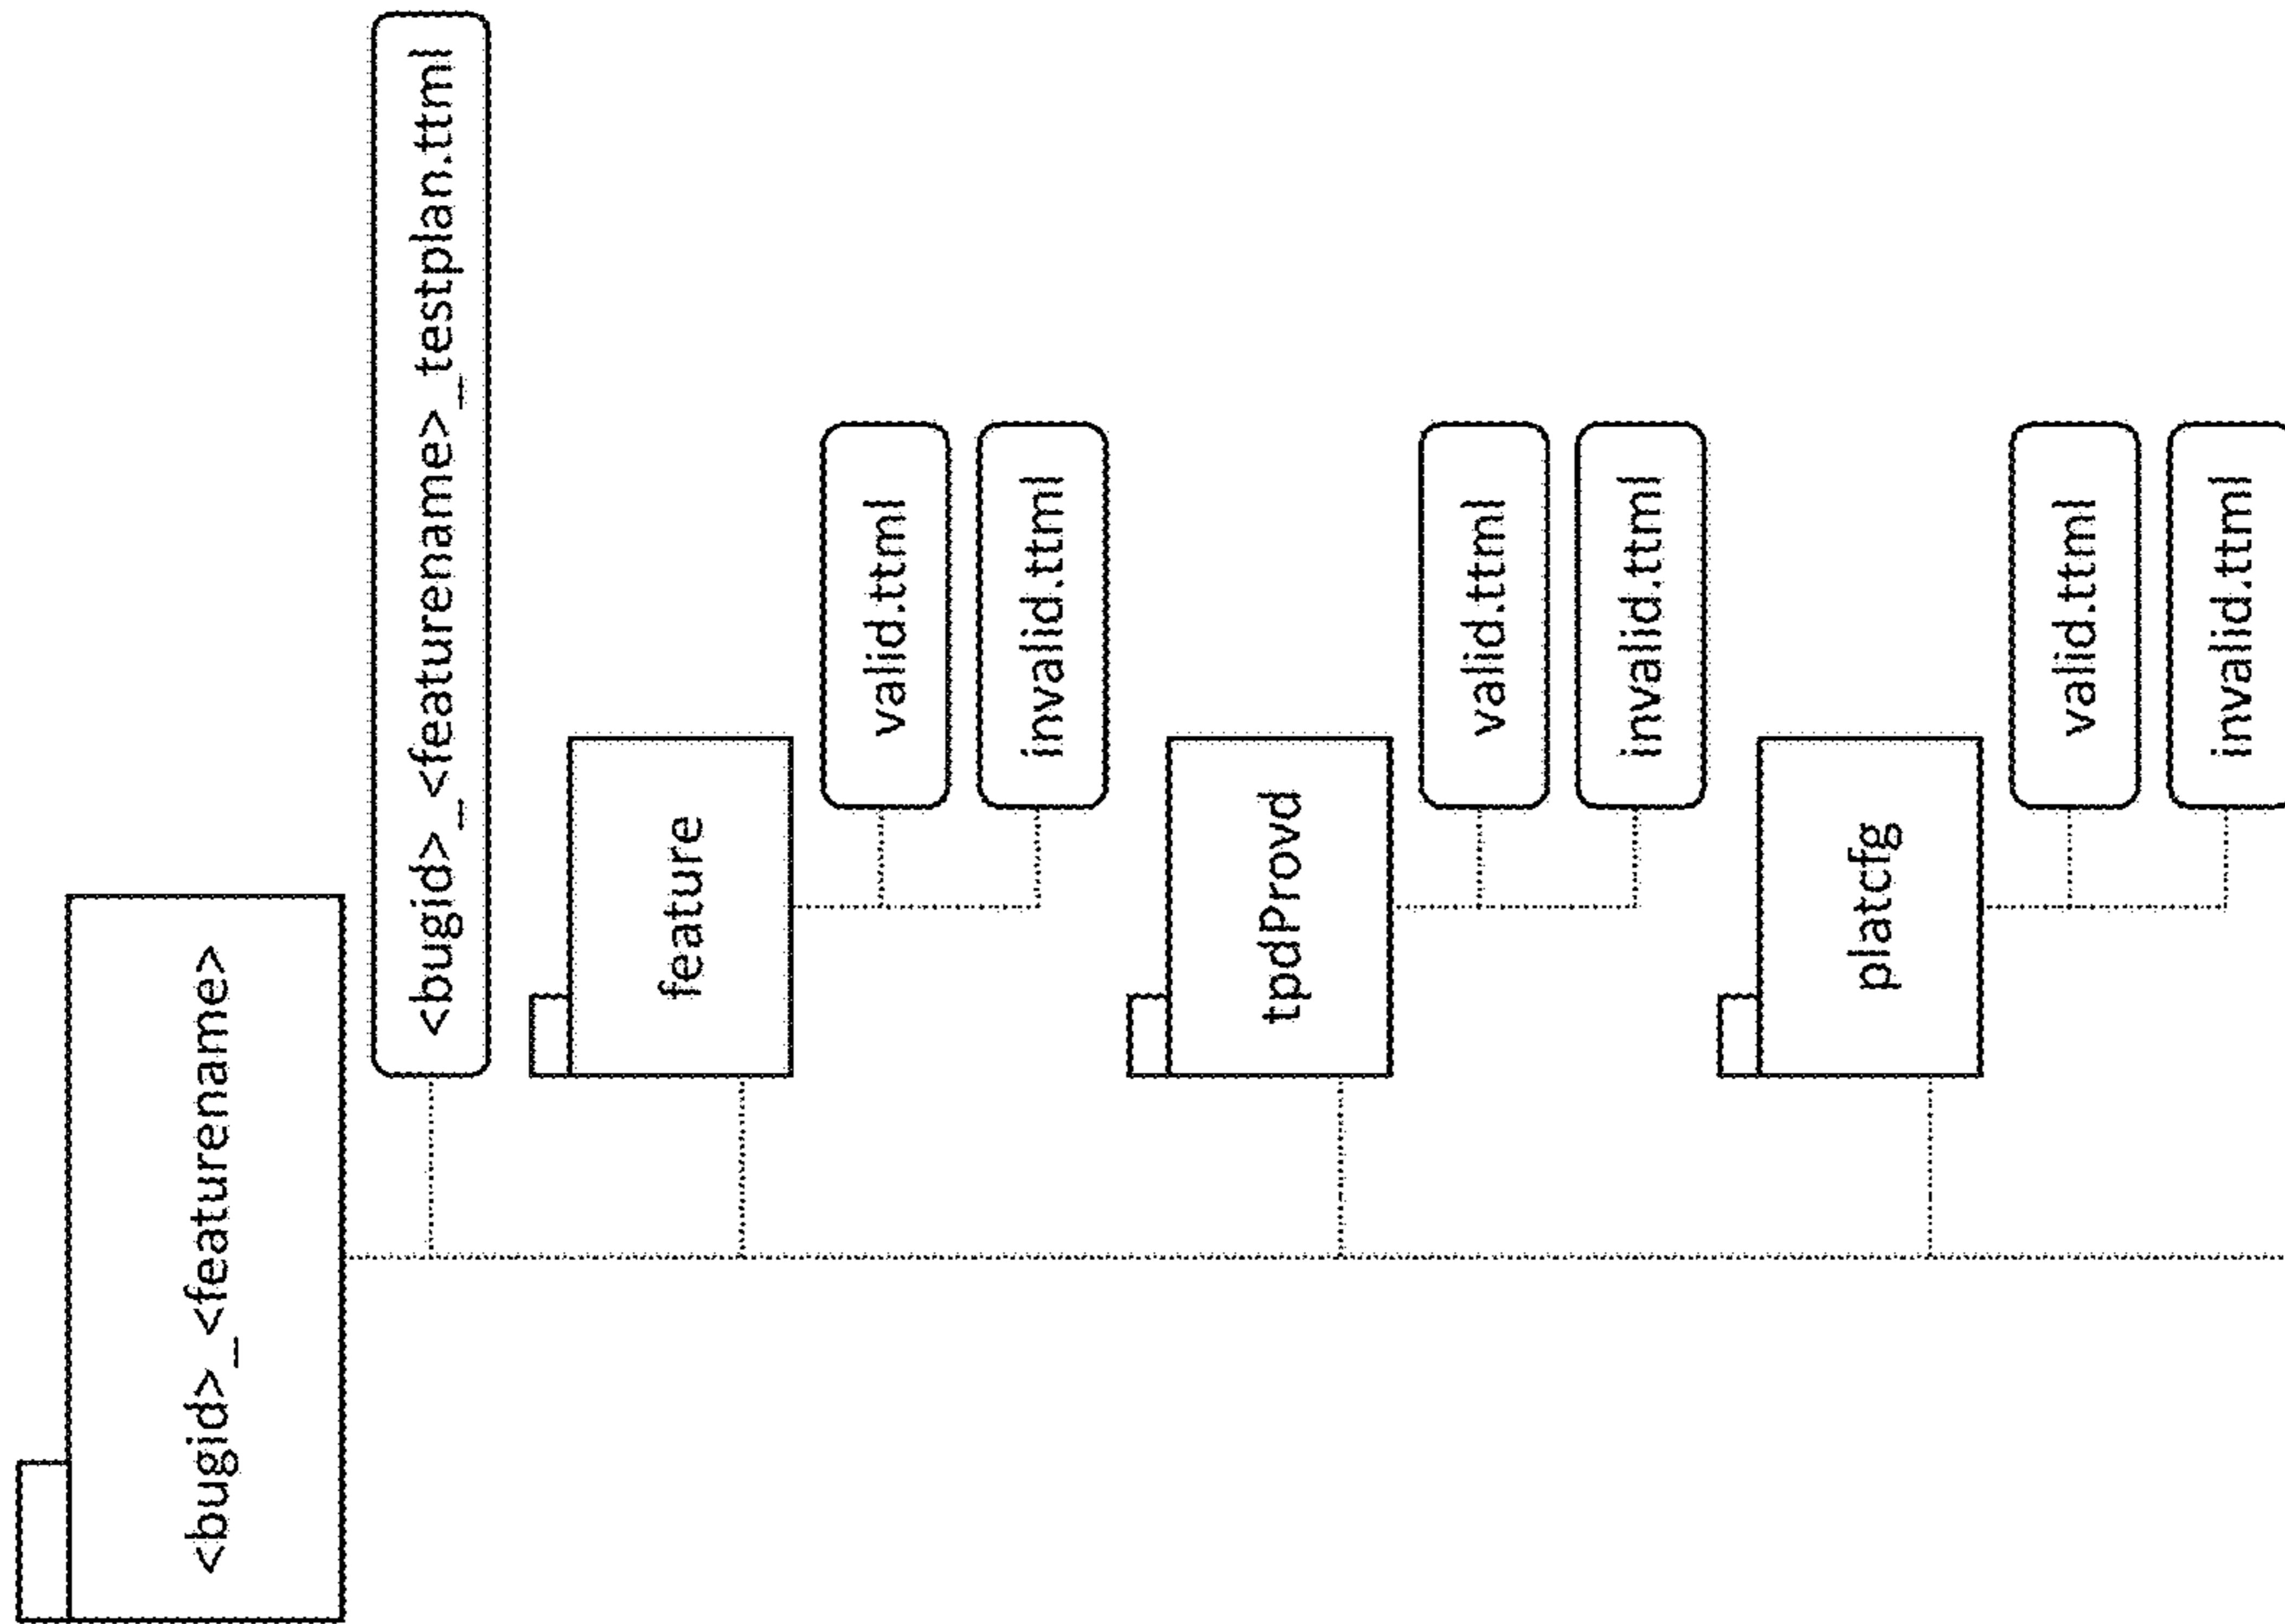 <bugid>_<featurename>
<bugid>_<featurename>_testplan.ttml
feature
valid.ttml
invalid.ttml
tpdProvd
valid.ttml
invalid.ttml
platcfg
valid.ttml
invalid.ttml